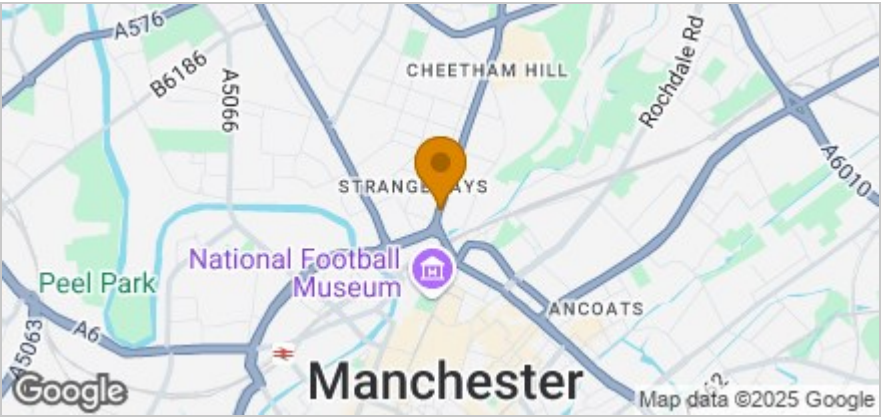 A576
B6186
A5066
CHEETHAM HILL
Rochdale Rd
A6010
National Football
Museum
Peel Park
ANCOATS
A5063
A6
Manchester
Google
Map data ©2025 Google